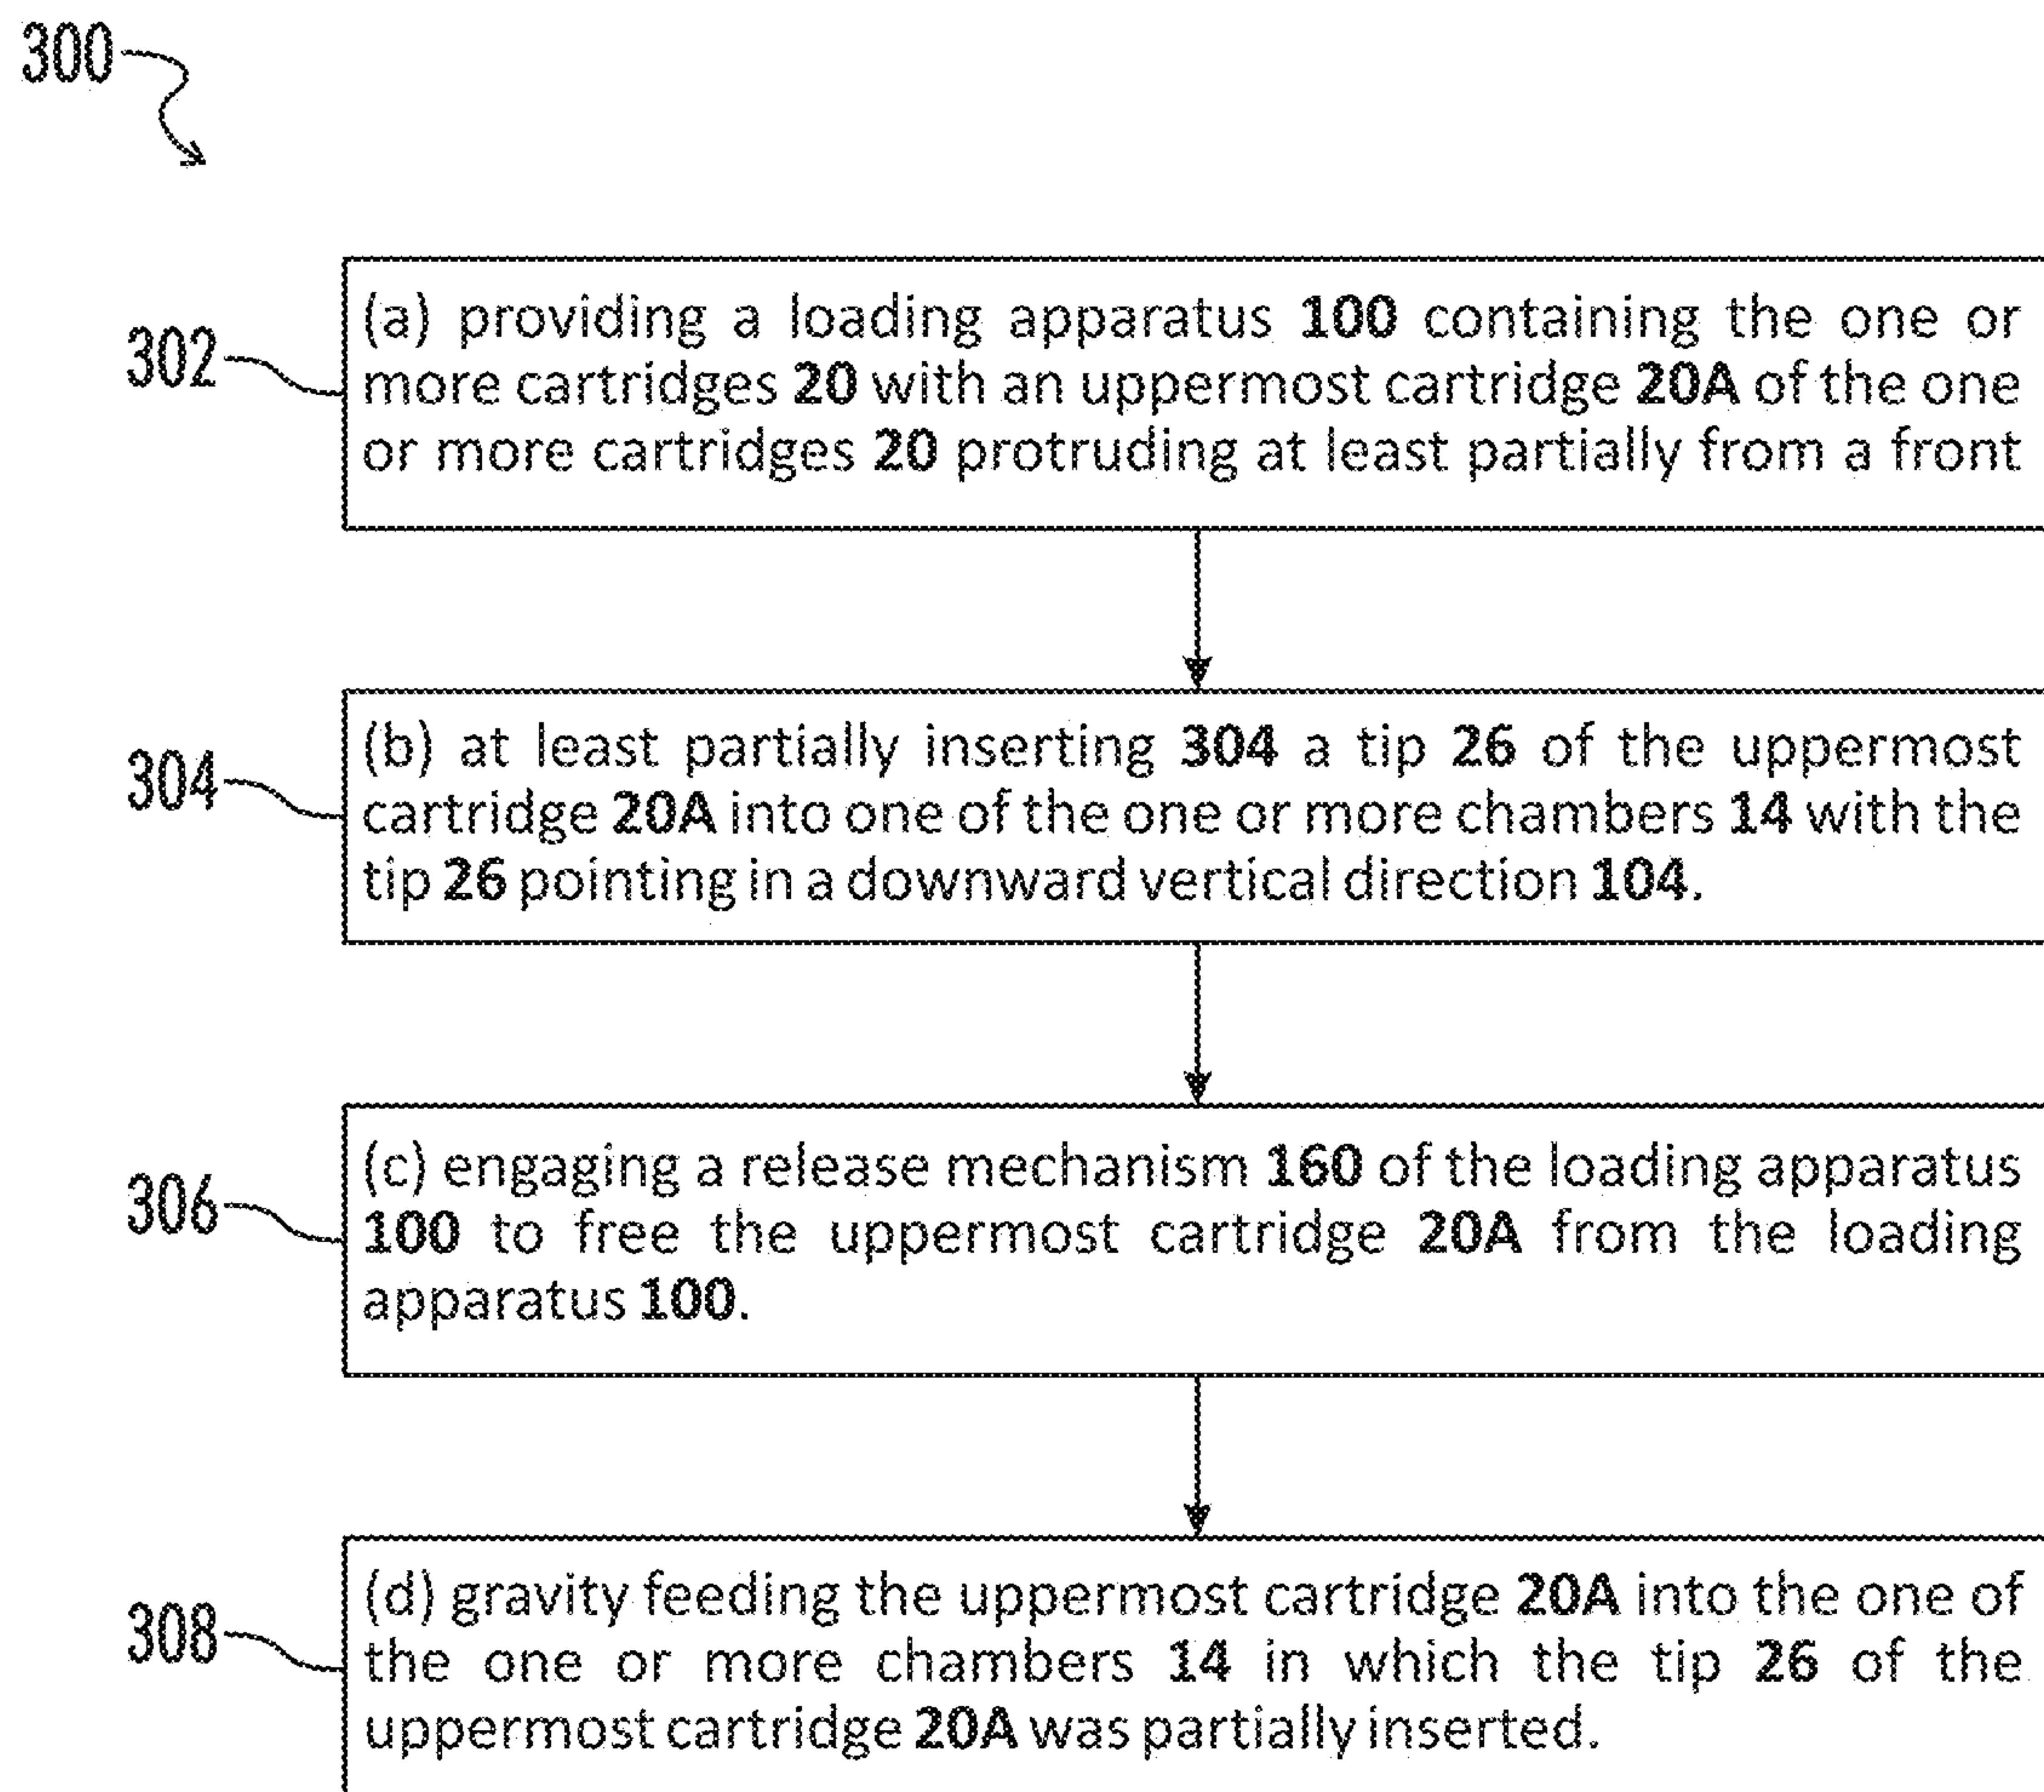 300
302
(a) providing a loading apparatus 100 containing the one or
more cartridges 20 with an uppermost cartridge 20A of the one
or more cartridges 20 protruding at least partially from a front
304
(b) at least partially inserting 304 a tip 26 of the uppermost
cartridge 20A into one of the one or more chambers 14 with the
tip 26 pointing in a downward vertical direction 104.
306
(c) engaging a release mechanism 160 of the loading apparatus
100 to free the uppermost cartridge 20A from the loading
apparatus 100.
308
(d) gravity feeding the uppermost cartridge 20A into the one of
the one or more chambers 14 in which the tip 26 of the
uppermost cartridge 20A was partially inserted.